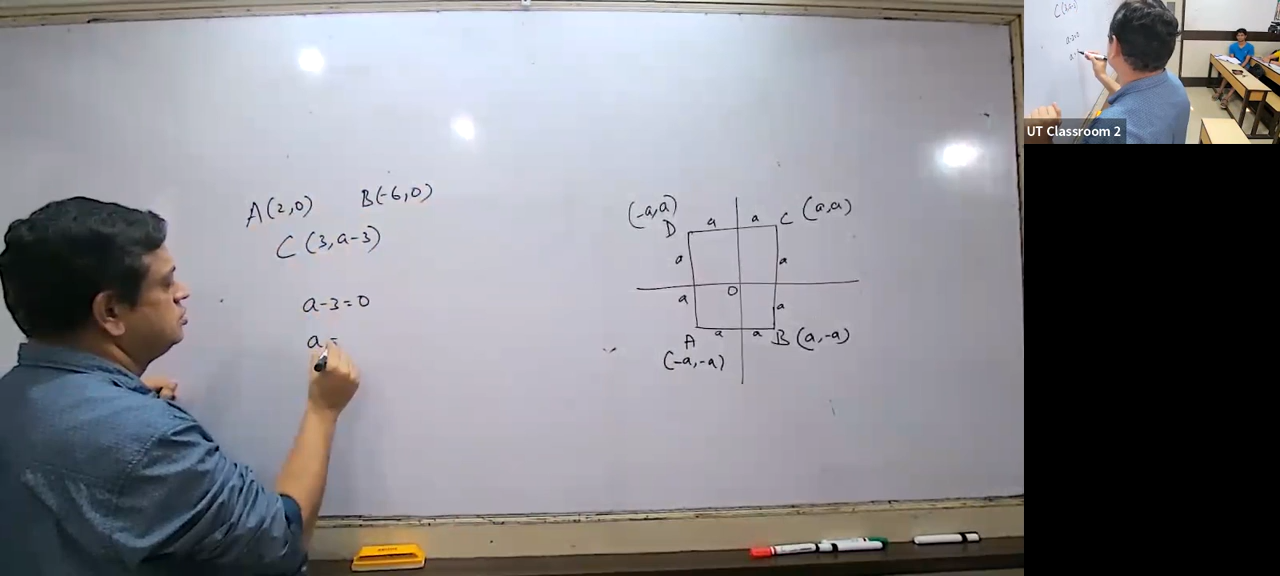 A(2,0) B(-6,0)
C(3,a-3)
a-3=0
a=
(-a,a) (a,a)
D a a C
a a
O
a a
a a
A B (a,-a)
(-a,-a)
UT Classroom 2